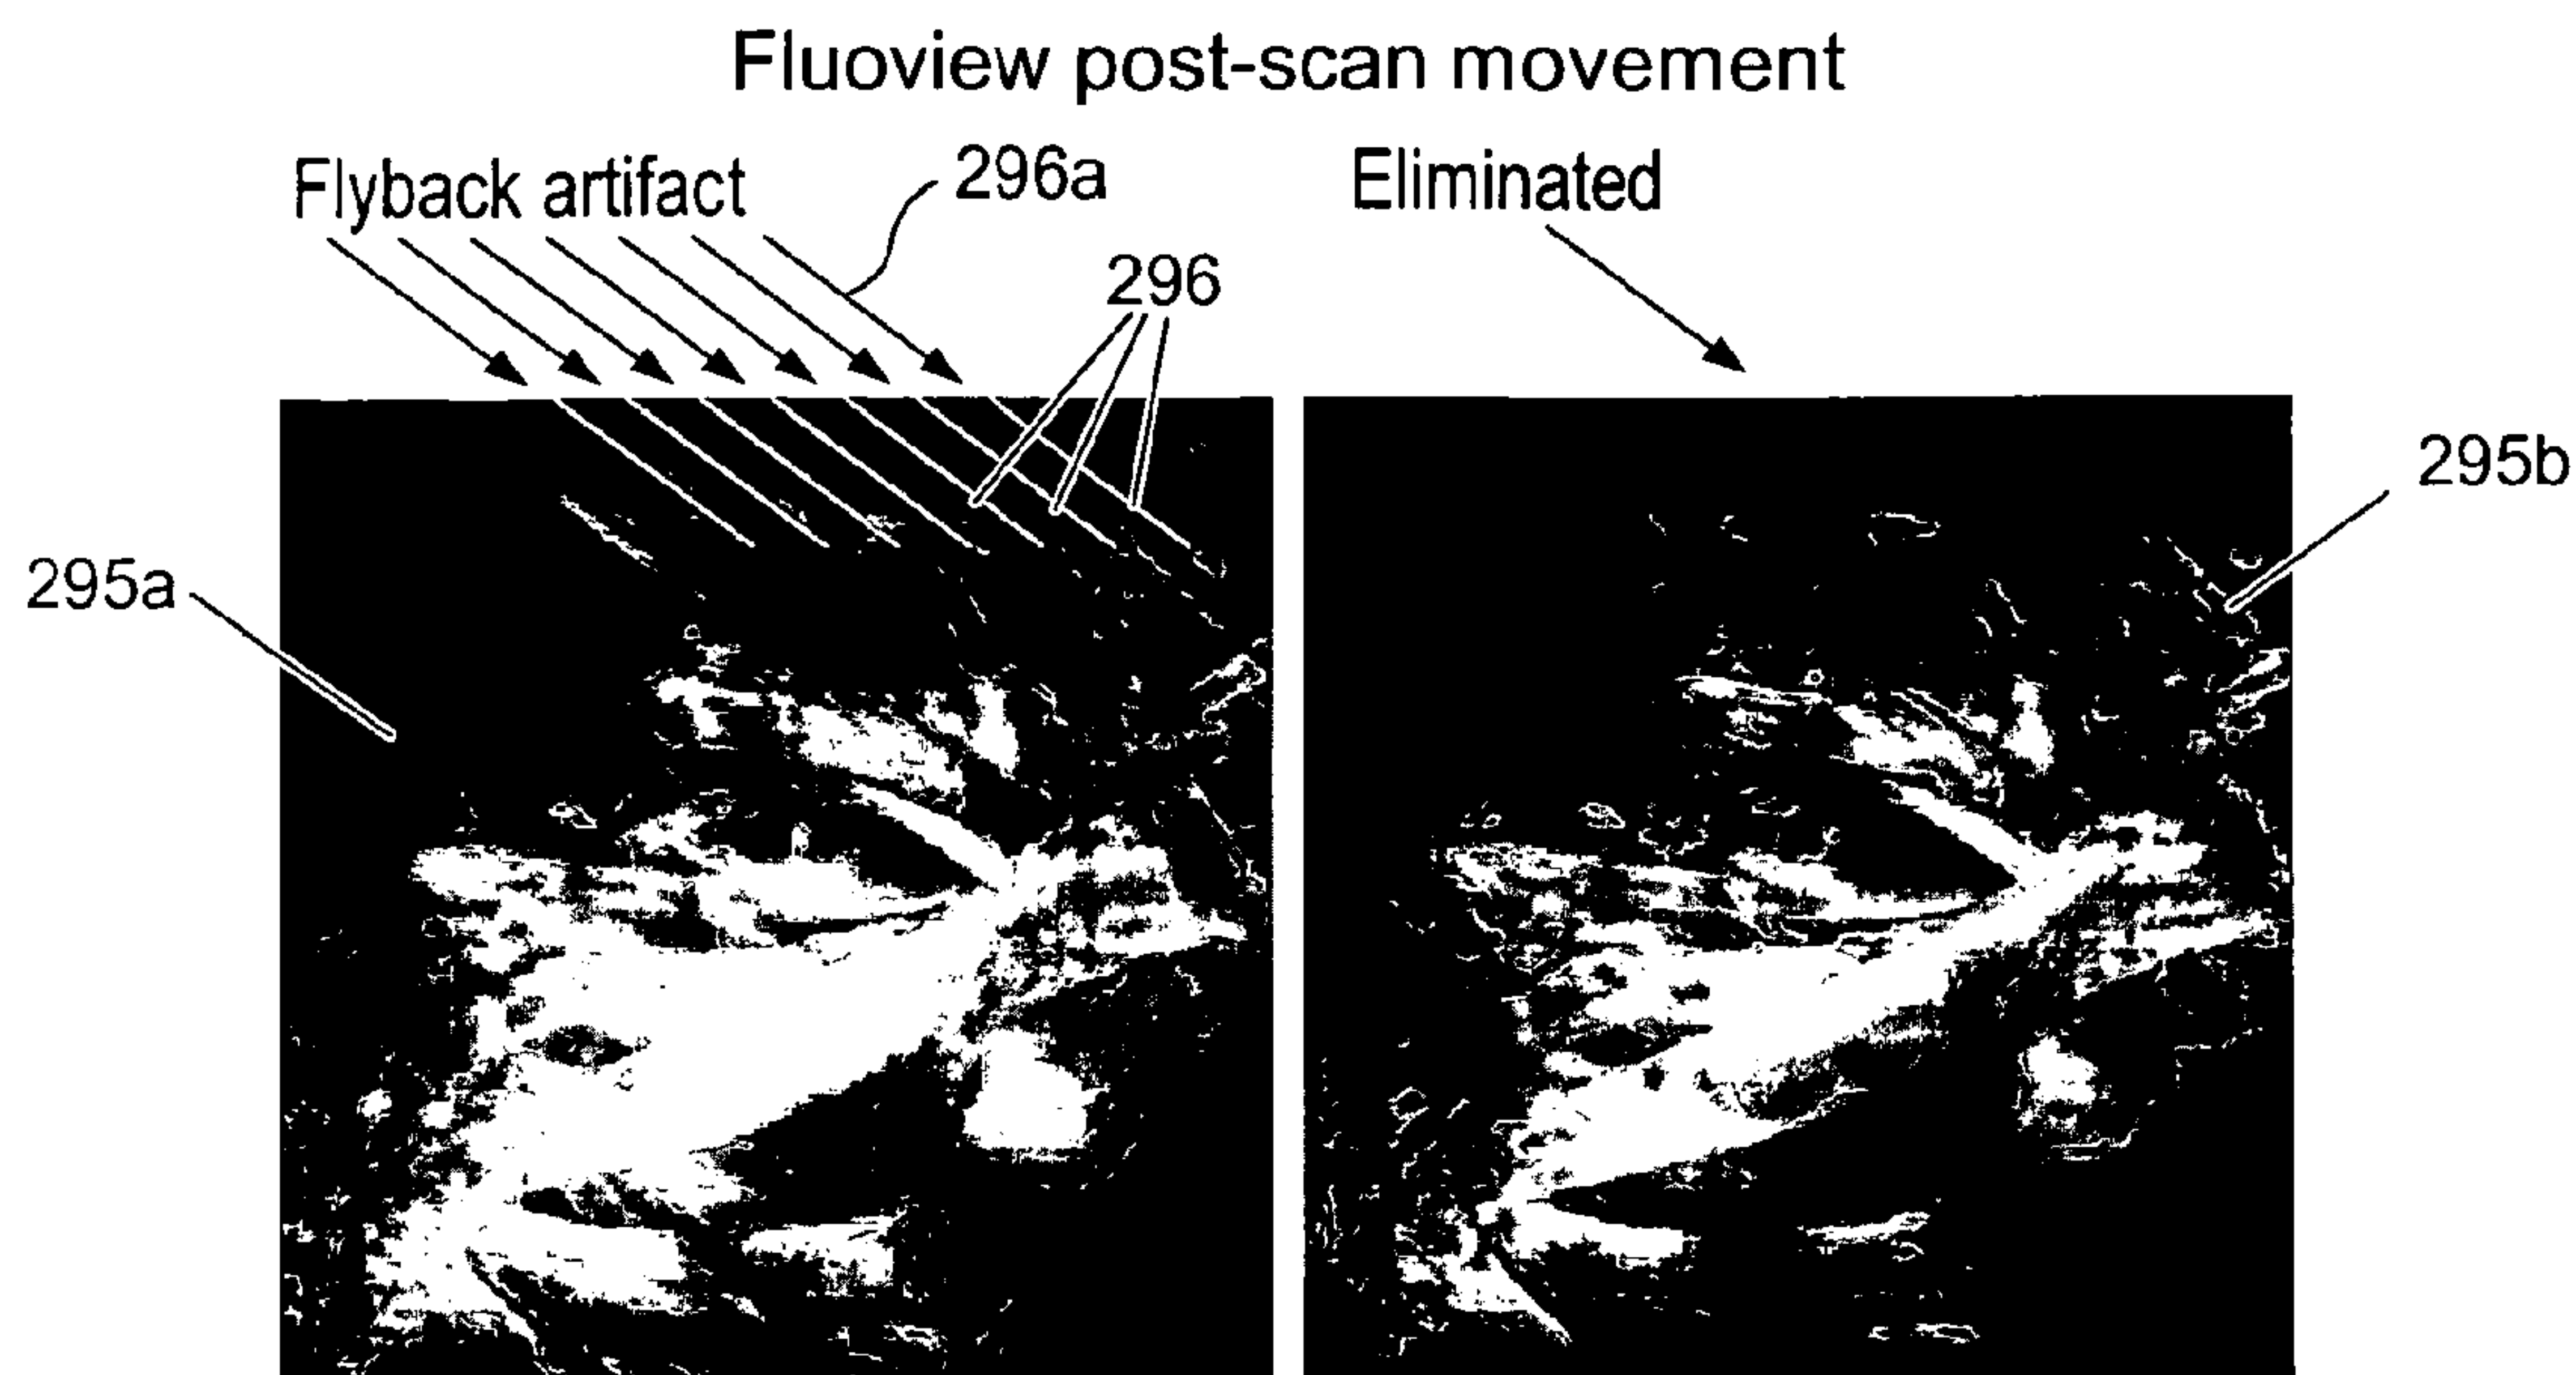 Fluoview post-scan movement
Flyback artifact
296a
Eliminated
296
295b
295a